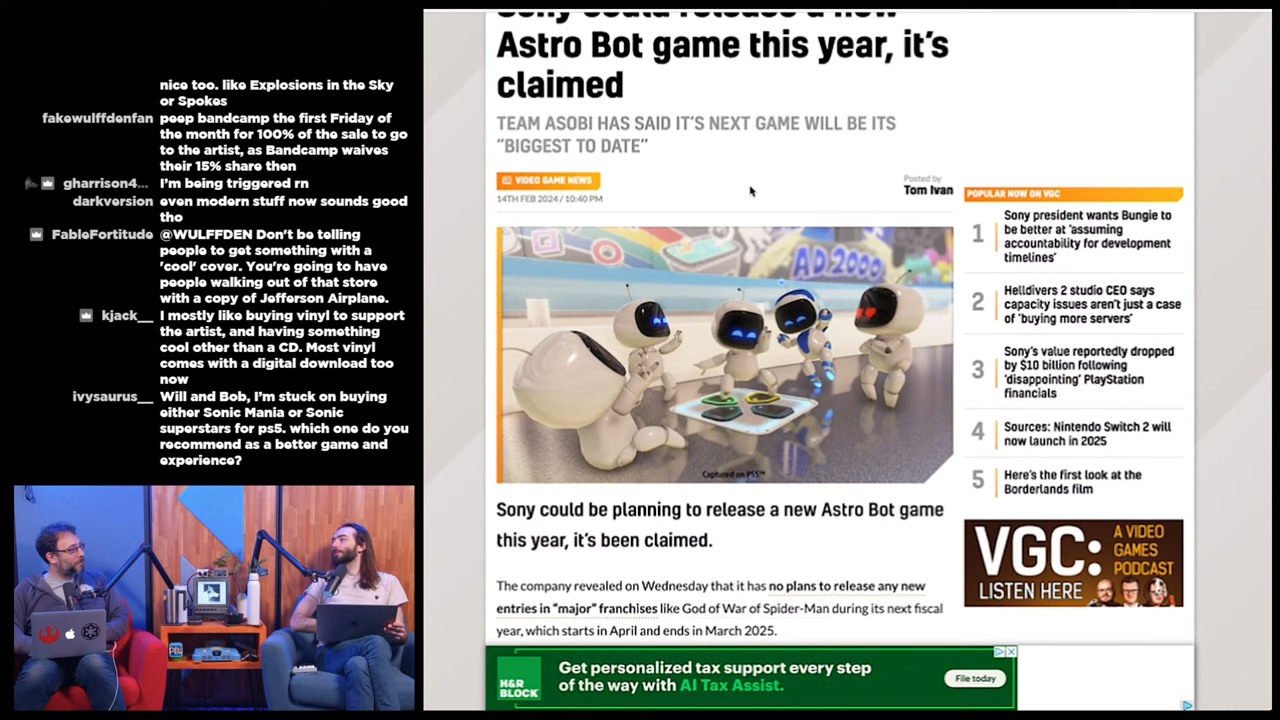 nice too. like Explosions in the Sky
or Spokes
fakewulffdenfan peep bandcamp the first Friday of
the month for 100% of the sale to go
to the artist, as Bandcamp waives
their 15% share then
gharrison4... I'm being triggered rn
darkversion even modern struff soundss good
tho
FableFortitude @WULFFDEN Don't be telling
people to get something with a
'cool' cover. You're going to have
people walking out of that store
with a copy of Jefferson Airplane.
kjack__ I mostly like buying vinyl to support
the artist, and having something
cool other than a CD. Most vinyl
comes with a digital download too
now
ivysaurus__ Will and Bob, I'm stuck on buying
either Sonic Mania or Sonic
superstars for ps5. which one do you
recommend as a better game and
experience?
Sony could release a new
Astro Bot game this year, it's
claimed
TEAM ASOBI HAS SAID IT'S NEXT GAME WILL BE ITS
"BIGGEST TO DATE"
VIDEO GAME NEWS
14TH FEB 2024 / 10:40 PM
Posted by
Tom Ivan
AD2000
Captured on PS5™
Sony could be planning to release a new Astro Bot game
this year, it's been claimed.
The company revealed on Wednesday that it has no plans to release any new
entries in "major" franchises like God of War of Spider-Man during its next fiscal
year, which starts in April and ends in March 2025.
POPULAR NOW ON VGC
1 Sony president wants Bungie to
be better at 'assuming
accountability for development
timelines'
2 Helldivers 2 studio CEO says
capacity issues aren't just a case
of 'buying more servers'
3 Sony's value reportedly dropped
by $10 billion following
'disappointing' PlayStation
financials
4 Sources: Nintendo Switch 2 will
now launch in 2025
5 Here's the first look at the
Borderlands film
VGC: A VIDEO
GAMES
PODCAST
LISTEN HERE
H&R
BLOCK
Get personalized tax support every step
of the way with AI Tax Assist.
File today